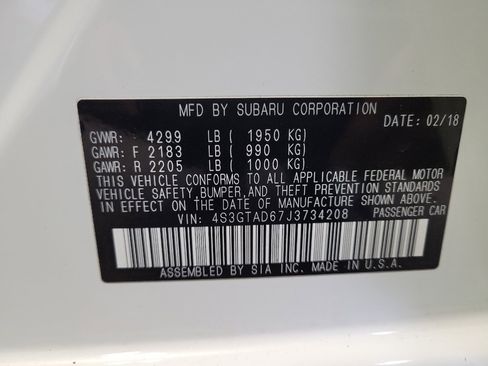 MFD BY SUBARU CORPORATION
DATE: 02/18
GVWR: 4299 LB ( 1950 KG)
GAWR: F 2183 LB ( 990 KG)
GAWR: R 2205 LB ( 1000 KG)
THIS VEHICLE CONFORMS TO ALL APPLICABLE FEDERAL MOTOR
VEHICLE SAFETY,BUMPER,AND THEFT PREVENTION STANDARDS
IN EFFECT ON THE DATE OF MANUFACTURE SHOWN ABOVE.
VIN: 4S3GTAD67J3734208 PASSENGER CAR
ASSEMBLED BY SIA INC. MADE IN U.S.A.